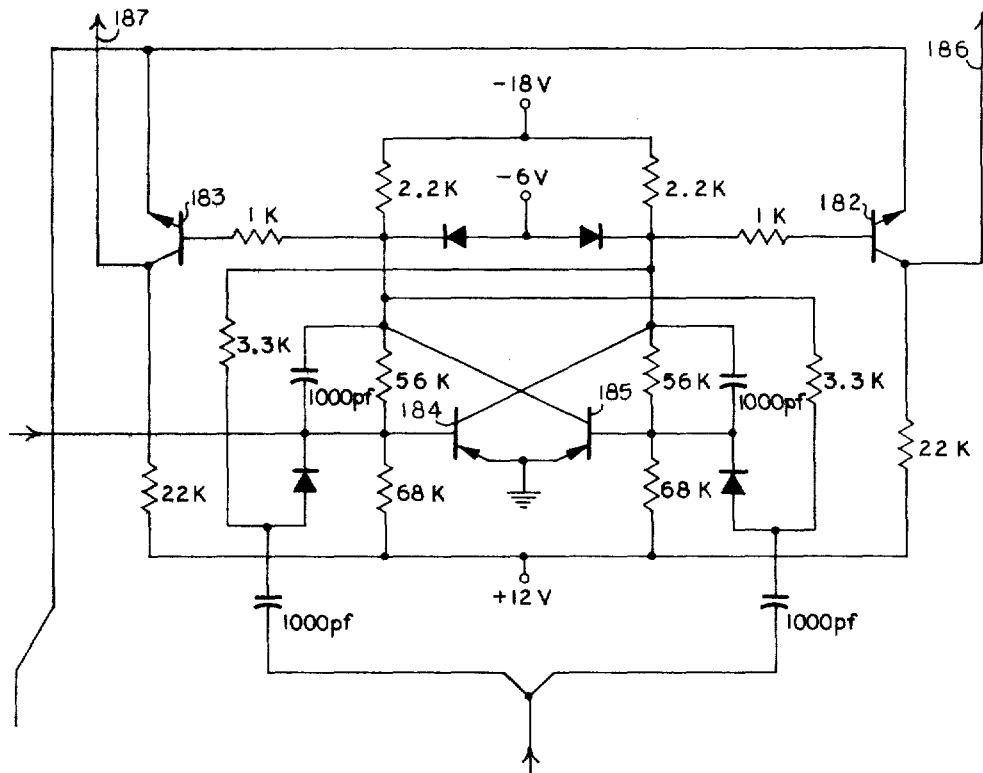 187
186
-18V
2.2K
-6V
2.2K
183
1K
1K
182
3.3K
1000pf
56K
184
185
56K
1000pf
3.3K
22K
68K
68K
22K
+12V
1000pf
1000pf